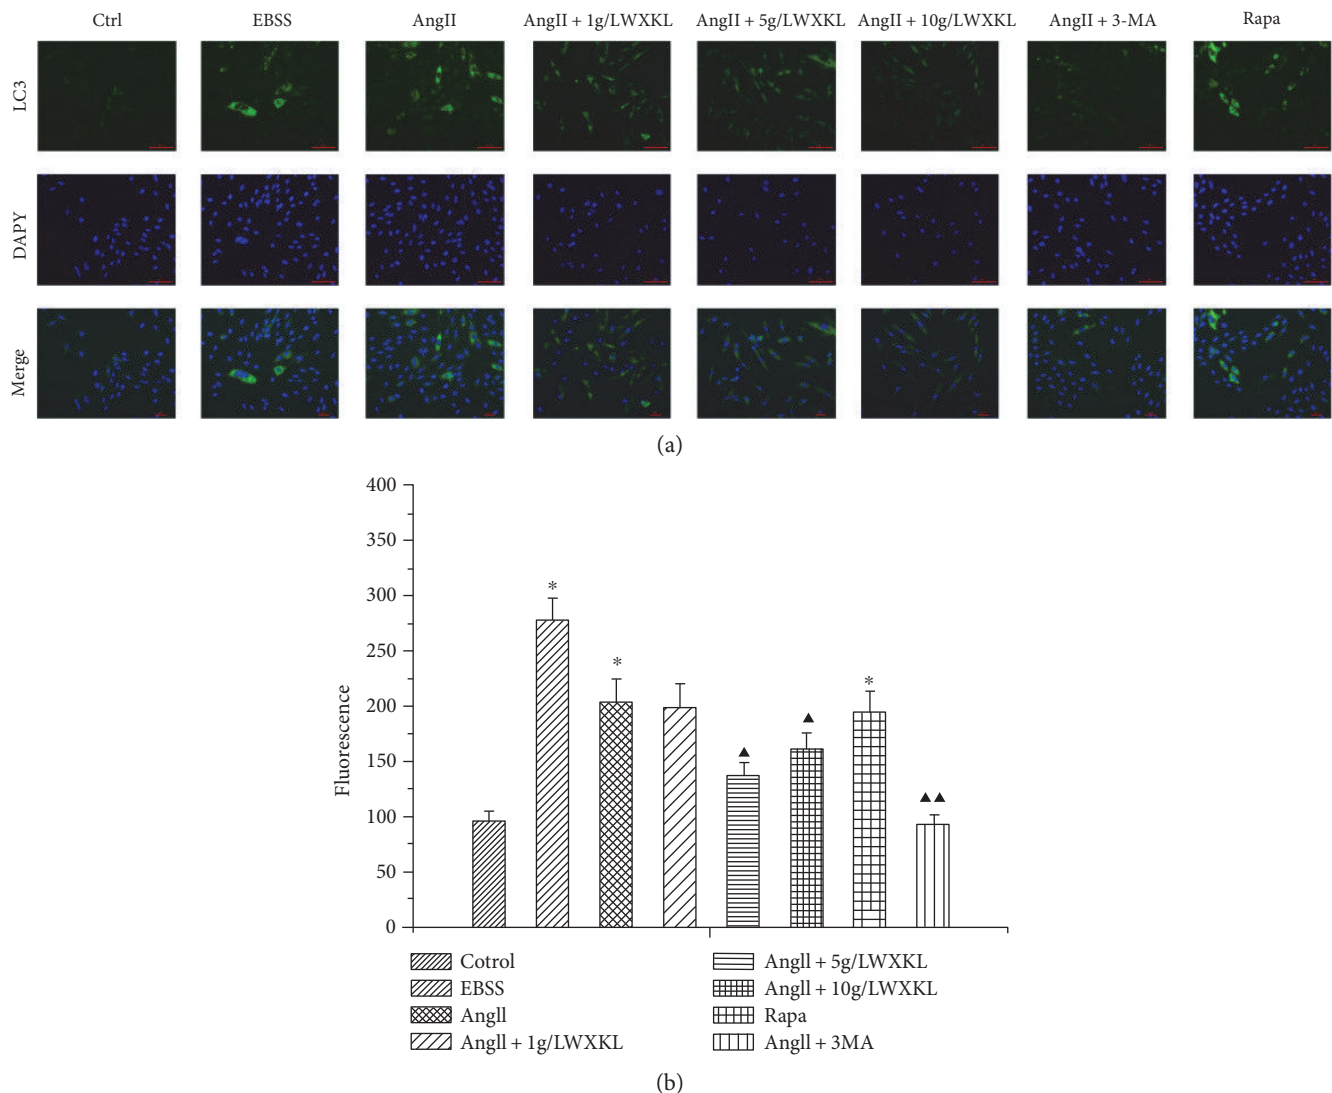 Ctrl EBSS AngII AngII + 1g/LWXKL AngII + 5g/LWXKL AngII + 10g/LWXKL AngII + 3-MA Rapa
LC3
DAPY
Merge
(a)
400
350
300
250
200
150
100
50
0
Fluorescence
*
*
*
▲
▲
▲▲
Cotrol
EBSS
Angll
Angll + 1g/LWXKL
Angll + 5g/LWXKL
Angll + 10g/LWXKL
Rapa
Angll + 3MA
(b)